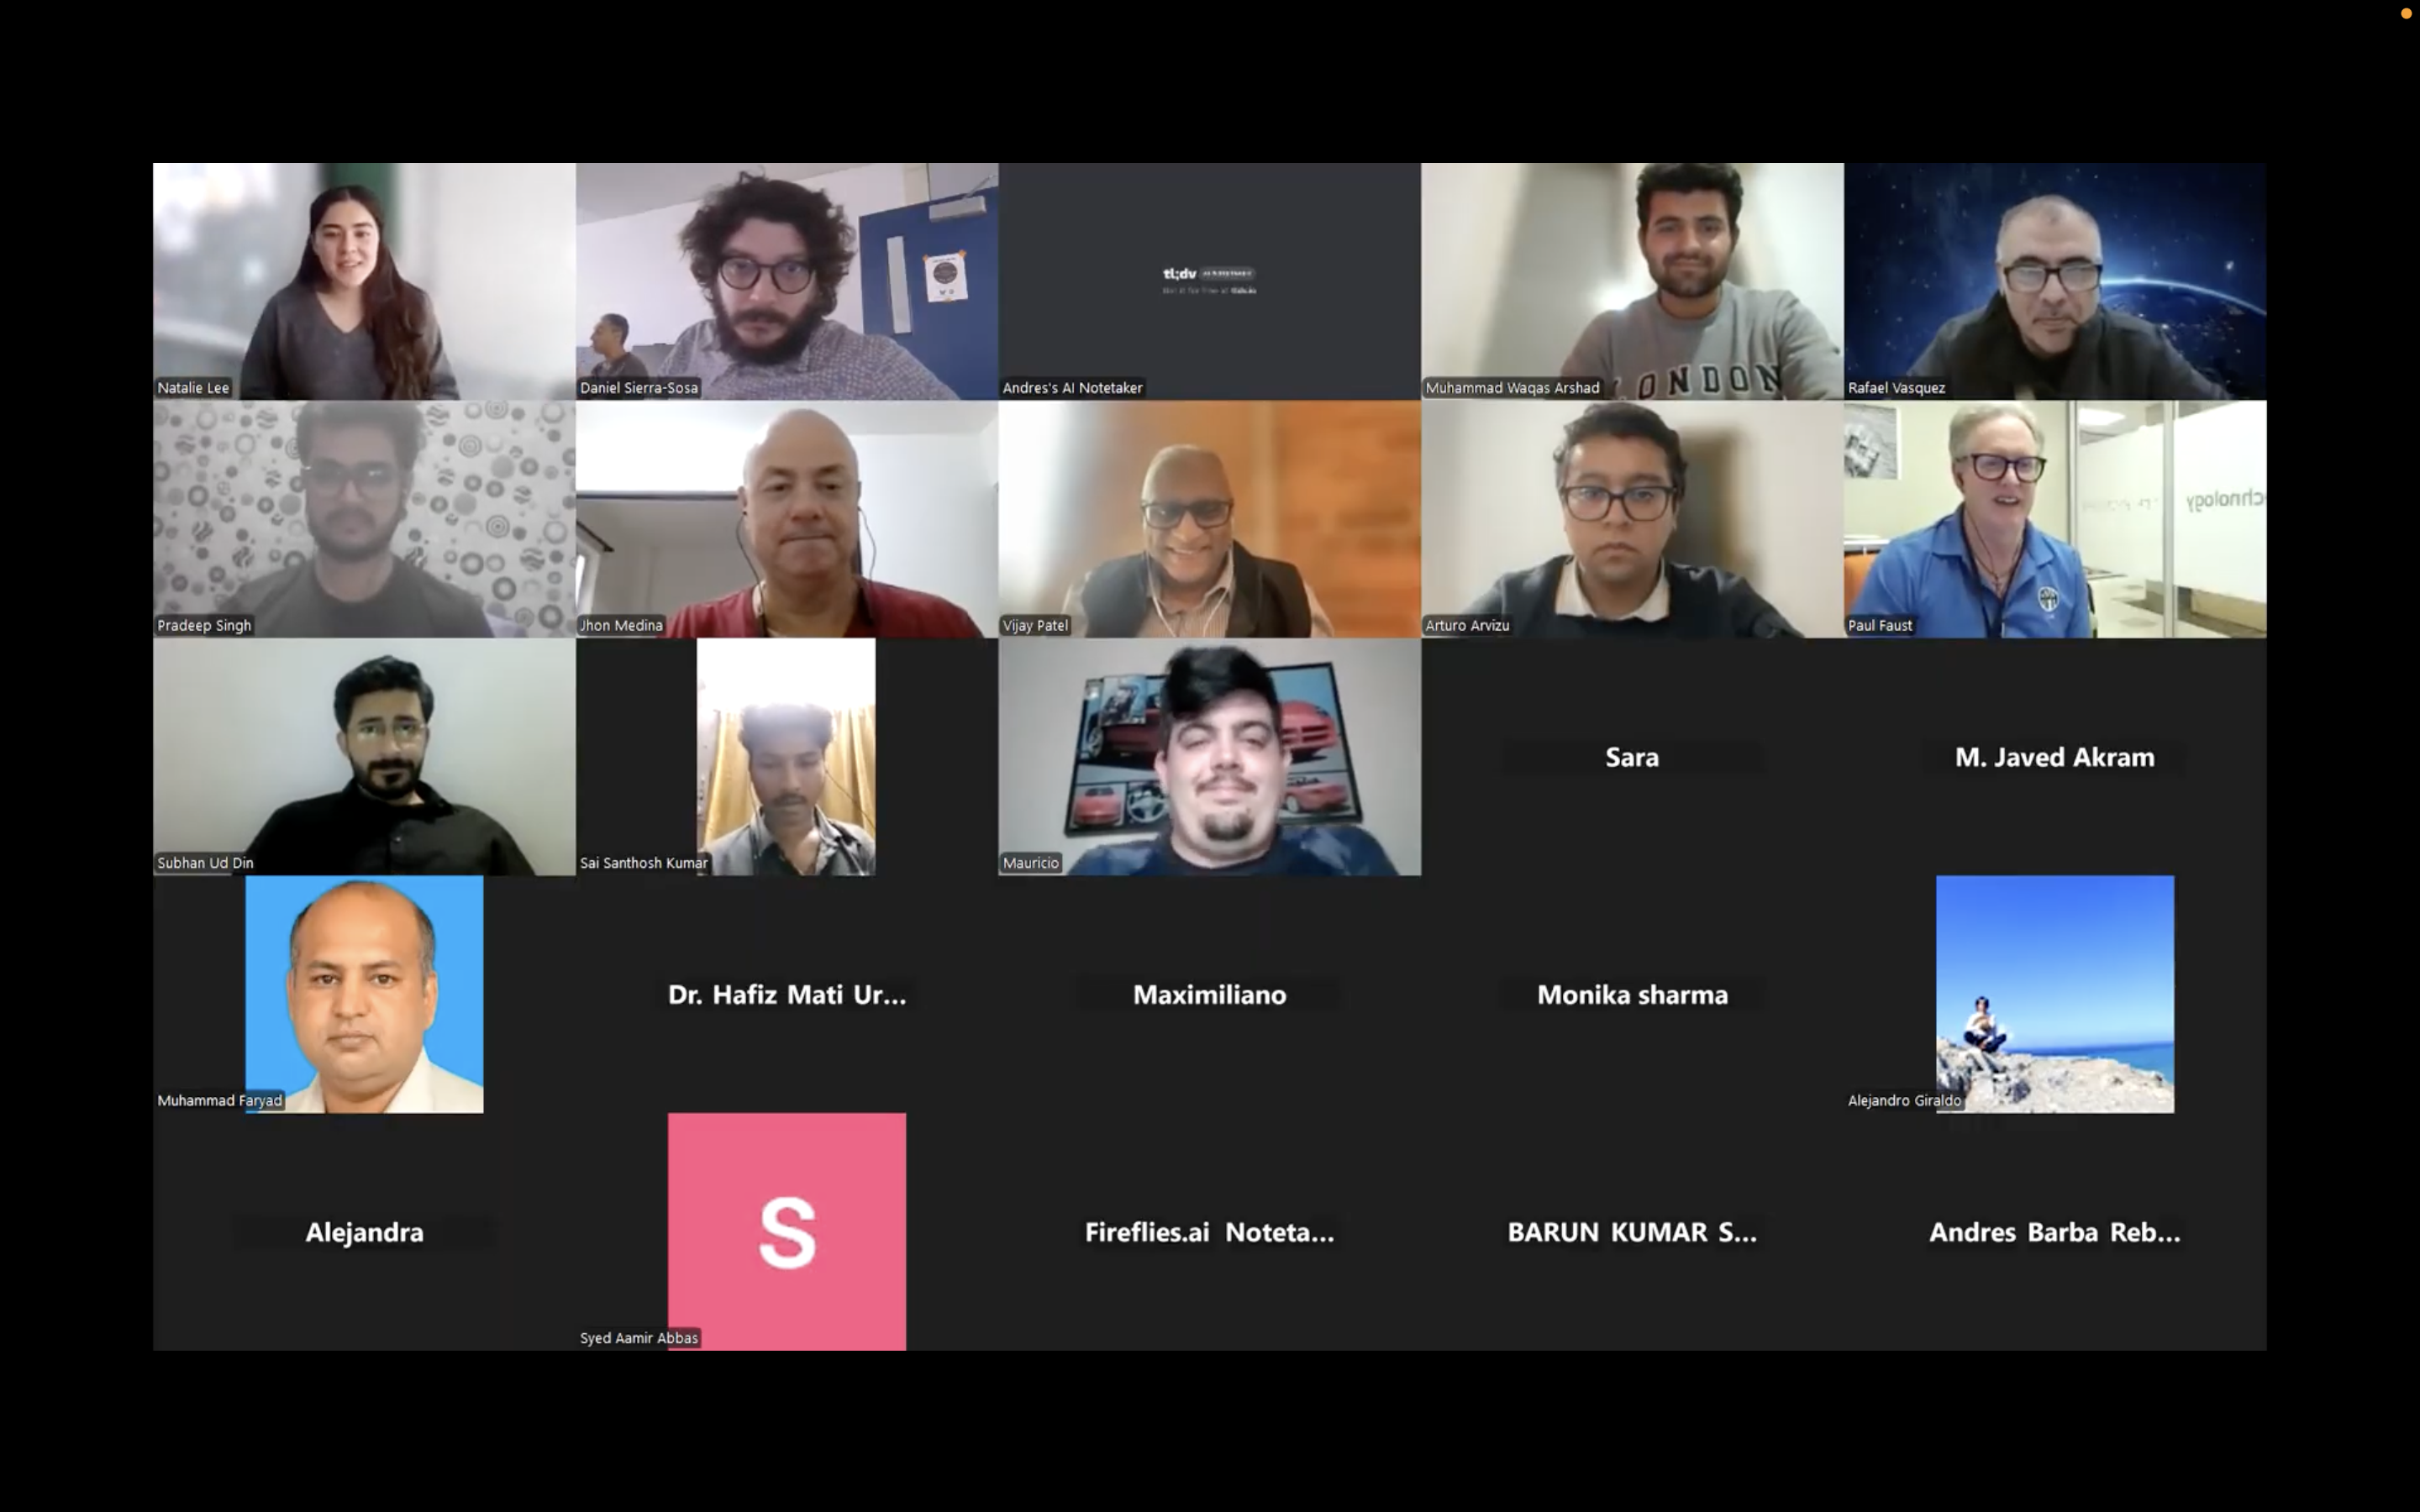 tl;dv
Natalie Lee
Daniel Sierra-Sosa
Andres's AI Notetaker
Muhammad Waqas Arshad
ONDON
Rafael Vasquez
chnology
Pradeep Singh
Jhon Medina
Vijay Patel
Arturo Arvizu
Paul Faust
Sara
M. Javed Akram
Subhan Ud Din
Sai Santhosh Kumar
Mauricio
Dr. Hafiz Mati Ur...
Maximiliano
Monika sharma
Muhammad Faryad
Alejandro Giraldo
Alejandra
S
Fireflies.ai Noteta...
BARUN KUMAR S...
Andres Barba Reb...
Syed Aamir Abbas